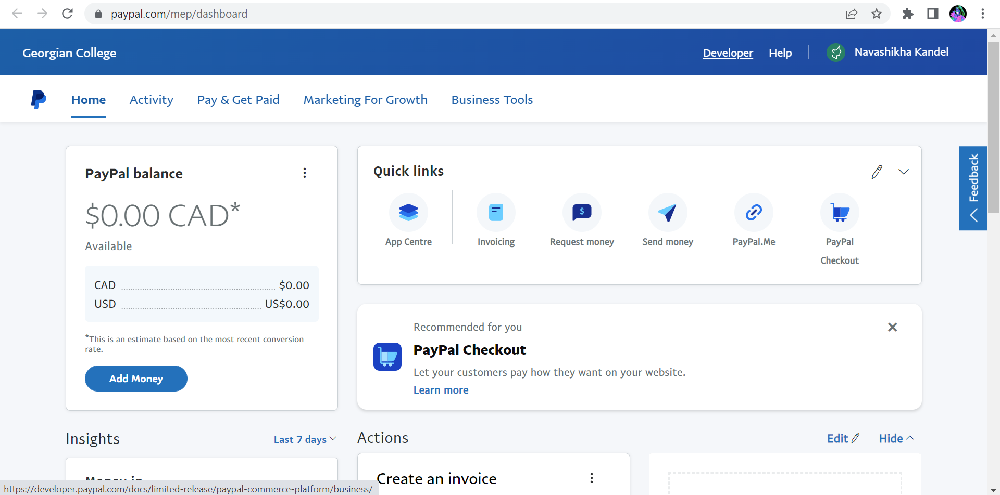 paypal.com/mep/dashboard
Georgian College
Developer Help Navashikha Kandel
Home Activity Pay & Get Paid Marketing For Growth Business Tools
PayPal balance
$0.00 CAD*
Available
CAD $0.00
USD US$0.00
*This is an estimate based on the most recent conversion
rate.
Add Money
Quick links
App Centre
Invoicing
Request money
Send money
PayPal.Me
PayPal
Checkout
Feedback
Recommended for you
PayPal Checkout
Let your customers pay how they want on your website.
Learn more
Insights
Last 7 days
Actions
Edit
Hide
Money in
Create an invoice
https://developer.paypal.com/docs/limited-release/paypal-commerce-platform/business/